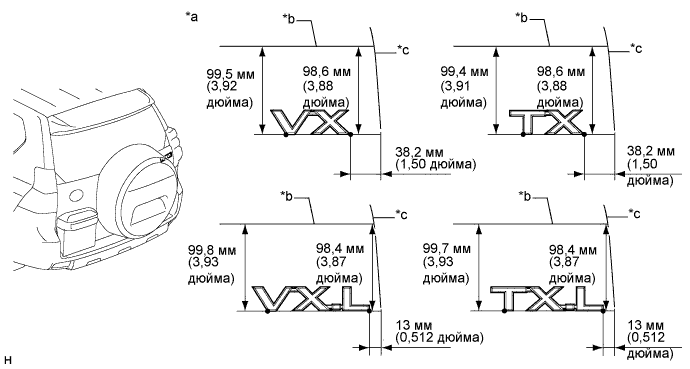 *a
*b
*c
99,5 мм
(3,92
дюйма)
98,6 мм
(3,88
дюйма)
VX
38,2 мм
(1,50 дюйма)
*b
*c
99,4 мм
(3,91
дюйма)
98,6 мм
(3,88
дюйма)
TX
38,2 мм
(1,50
дюйма)
*b
*c
99,8 мм
(3,93
дюйма)
98,4 мм
(3,87
дюйма)
VX.L
13 мм
(0,512 дюйма)
*b
*c
99,7 мм
(3,93
дюйма)
98,4 мм
(3,87
дюйма)
TX.L
13 мм
(0,512
дюйма)
H